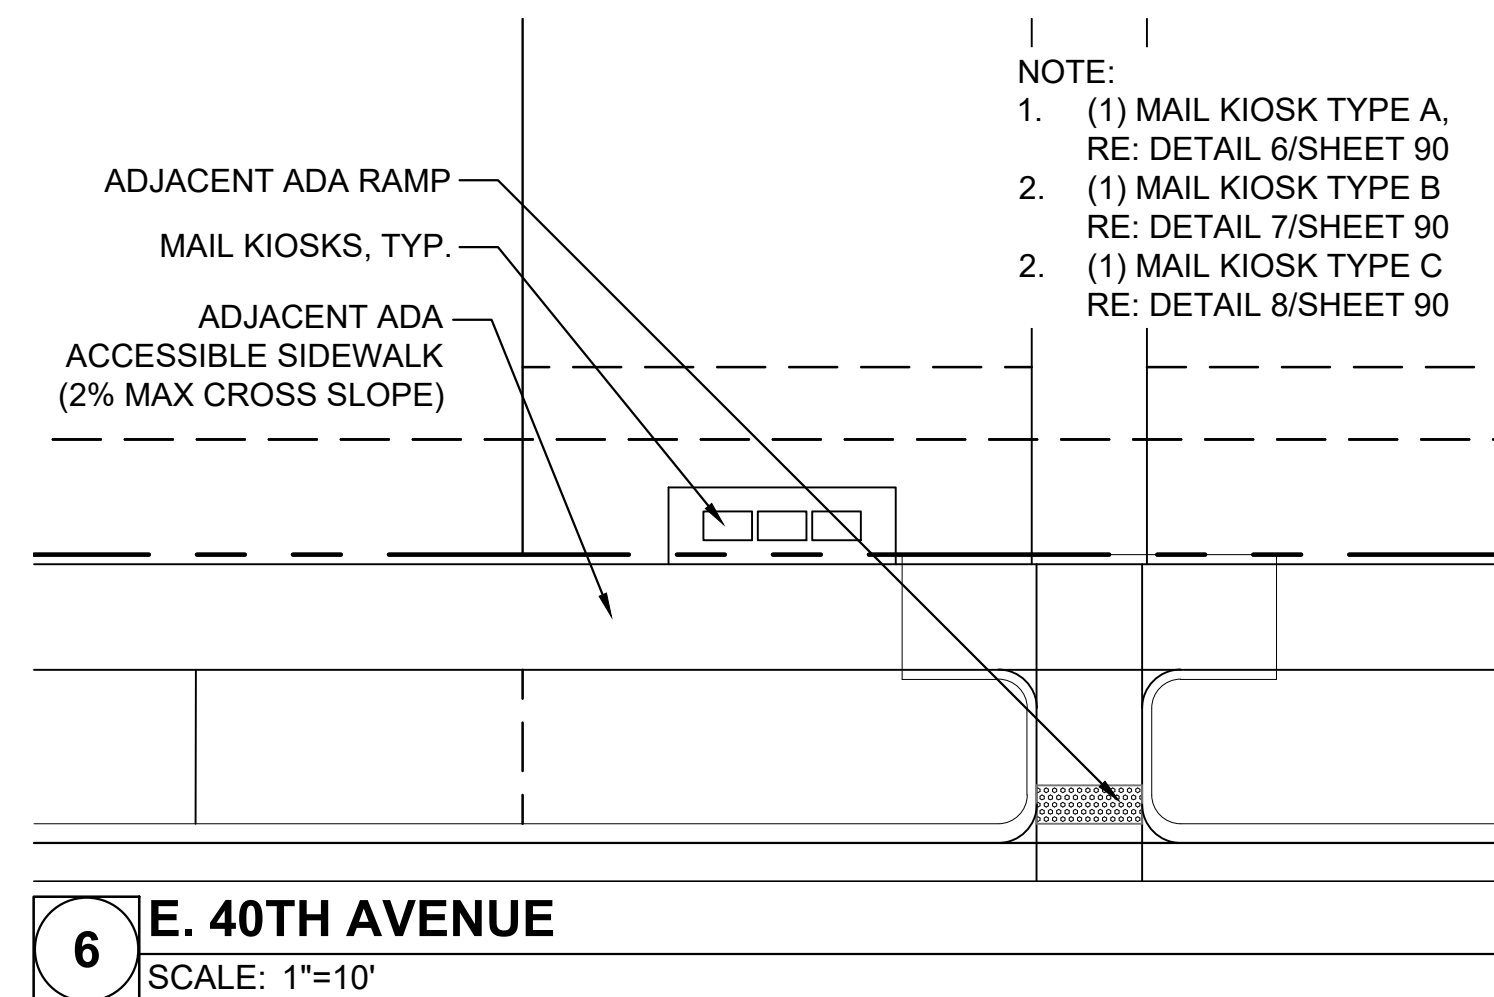 NOTE:
1. (1) MAIL KIOSK TYPE A,
RE: DETAIL 6/SHEET 90
2. (1) MAIL KIOSK TYPE B
RE: DETAIL 7/SHEET 90
2. (1) MAIL KIOSK TYPE C
RE: DETAIL 8/SHEET 90
ADJACENT ADA RAMP
MAIL KIOSKS, TYP.
ADJACENT ADA
ACCESSIBLE SIDEWALK
(2% MAX CROSS SLOPE)
6
E. 40TH AVENUE
SCALE: 1"=10'